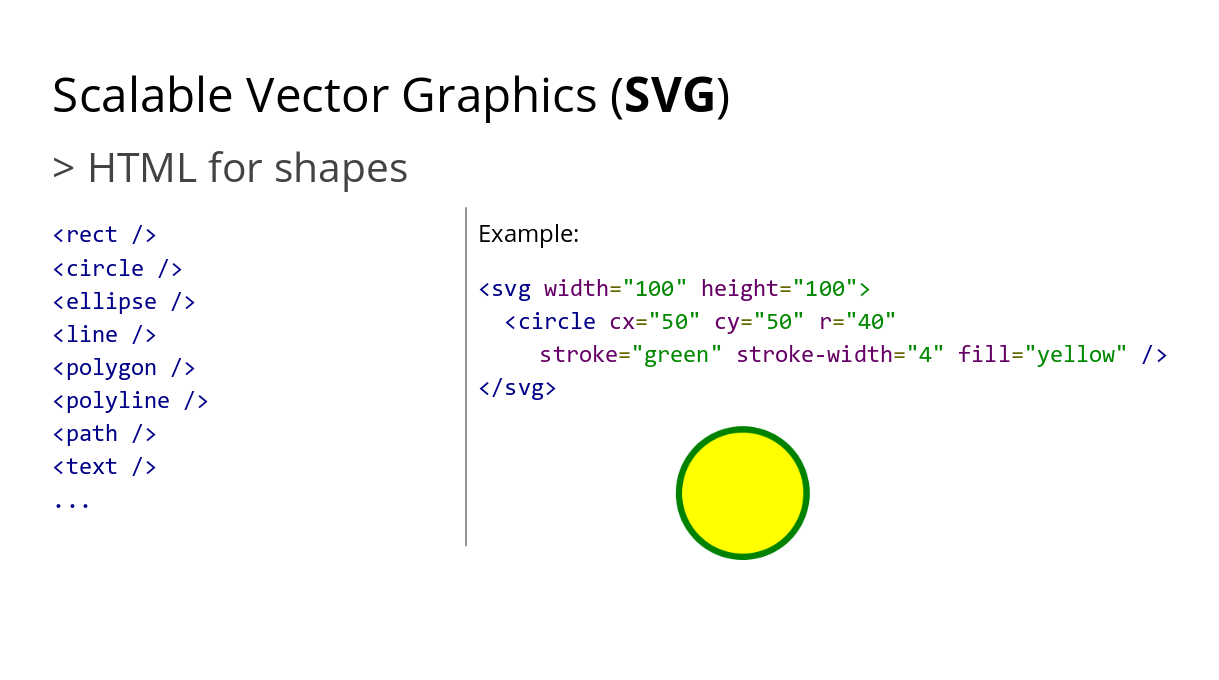 Scalable Vector Graphics (SVG)
> HTML for shapes
<rect />
<circle />
<ellipse />
<line />
<polygon />
<polyline />
<path />
<text />
...
Example:
<svg width="100" height="100">
<circle cx="50" cy="50" r="40"
stroke="green" stroke-width="4" fill="yellow" />
</svg>